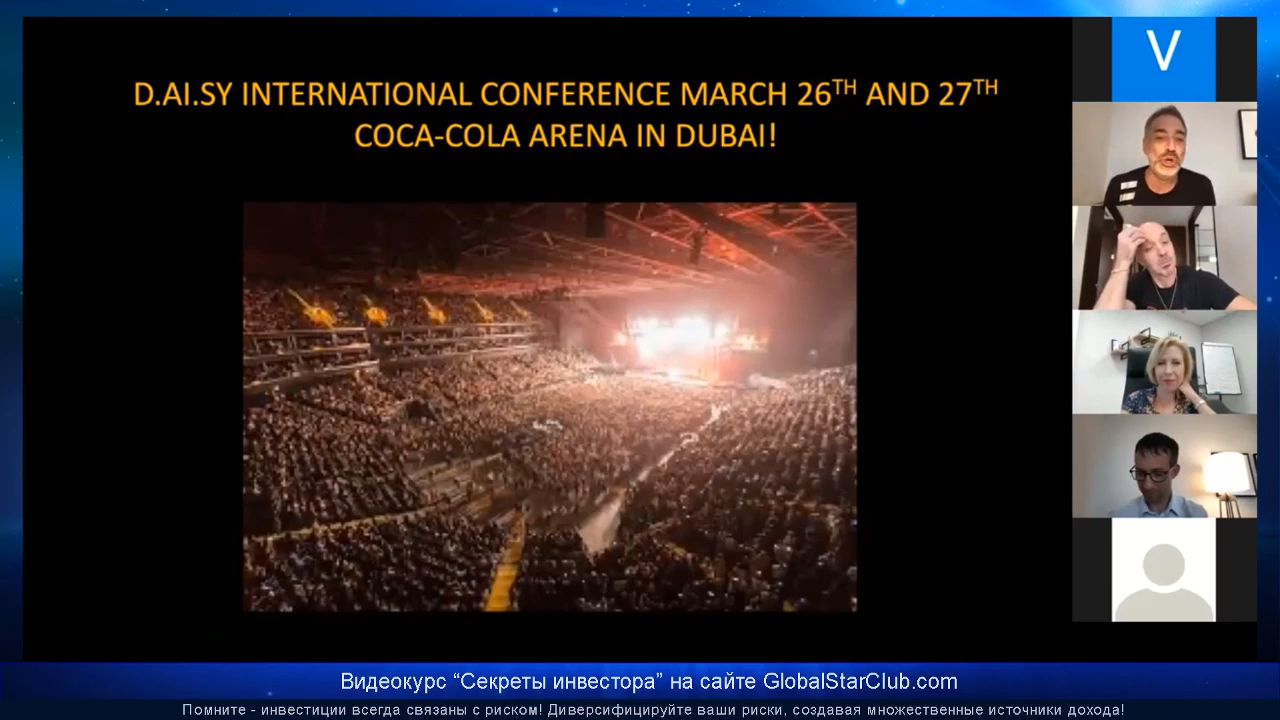 D.AI.SY INTERNATIONAL CONFERENCE MARCH 26TH AND 27TH
COCA-COLA ARENA IN DUBAI!
V
Видеокурс “Секреты инвестора” на сайте GlobalStarClub.com
Помните - инвестиции всегда связаны с риском! Диверсифицируйте ваши риски, создавая множественные источники дохода!